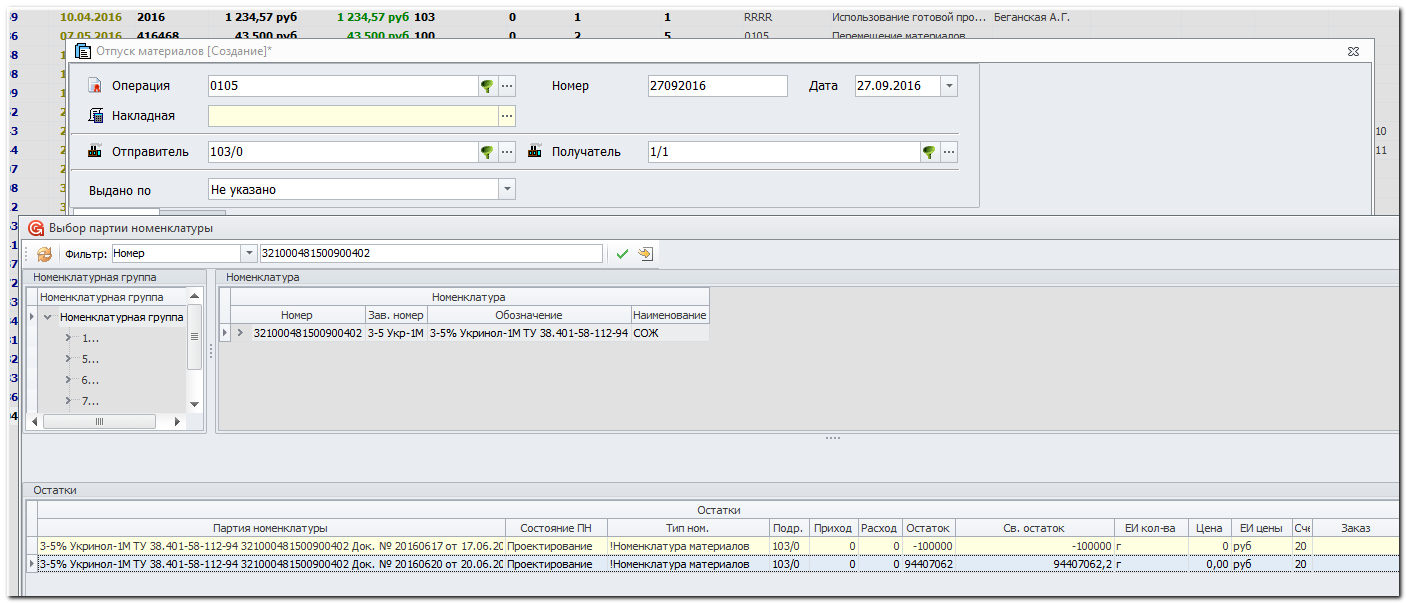 39 10.04.2016 2016 1 234,57 руб 1 234,57 руб 103 0 1 1 RRRR Использование готовой про... Беганская А.Г.
36 07.05.2016 416468 43 500 руб 43 500 руб 100 0 2 5 0105 Перемещение материалов
Отпуск материалов [Создание]*
Операция 0105 Номер 27092016 Дата 27.09.2016
Накладная
10
Отправитель 103/0 Получатель 1/1
11
Выдано по Не указано
Выбор партии номенклатуры
Фильтр: Номер 321000481500900402
Номенклатурная группа Номенклатура
Номенклатурная группа Номенклатура
Номенклатурная группа Номер Зав. номер Обозначение Наименование
1... 321000481500900402 3-5 Укр-1М 3-5% Укринол-1М ТУ 38.401-58-112-94 СОЖ
5...
6...
7...
Остатки
Остатки
Партия номенклатуры Состояние ПН Тип ном. Подр. Приход Расход Остаток Св. остаток ЕИ кол-ва Цена ЕИ цены Сче Заказ
3-5% Укринол-1М ТУ 38.401-58-112-94 321000481500900402 Док. № 20160617 от 17.06.20 Проектирование !Номенклатура материалов 103/0 0 0 -100000 -100000 г 0 руб 20
3-5% Укринол-1М ТУ 38.401-58-112-94 321000481500900402 Док. № 20160620 от 20.06.20 Проектирование !Номенклатура материалов 103/0 0 0 94407062 94407062,2 г 0,00 руб 20